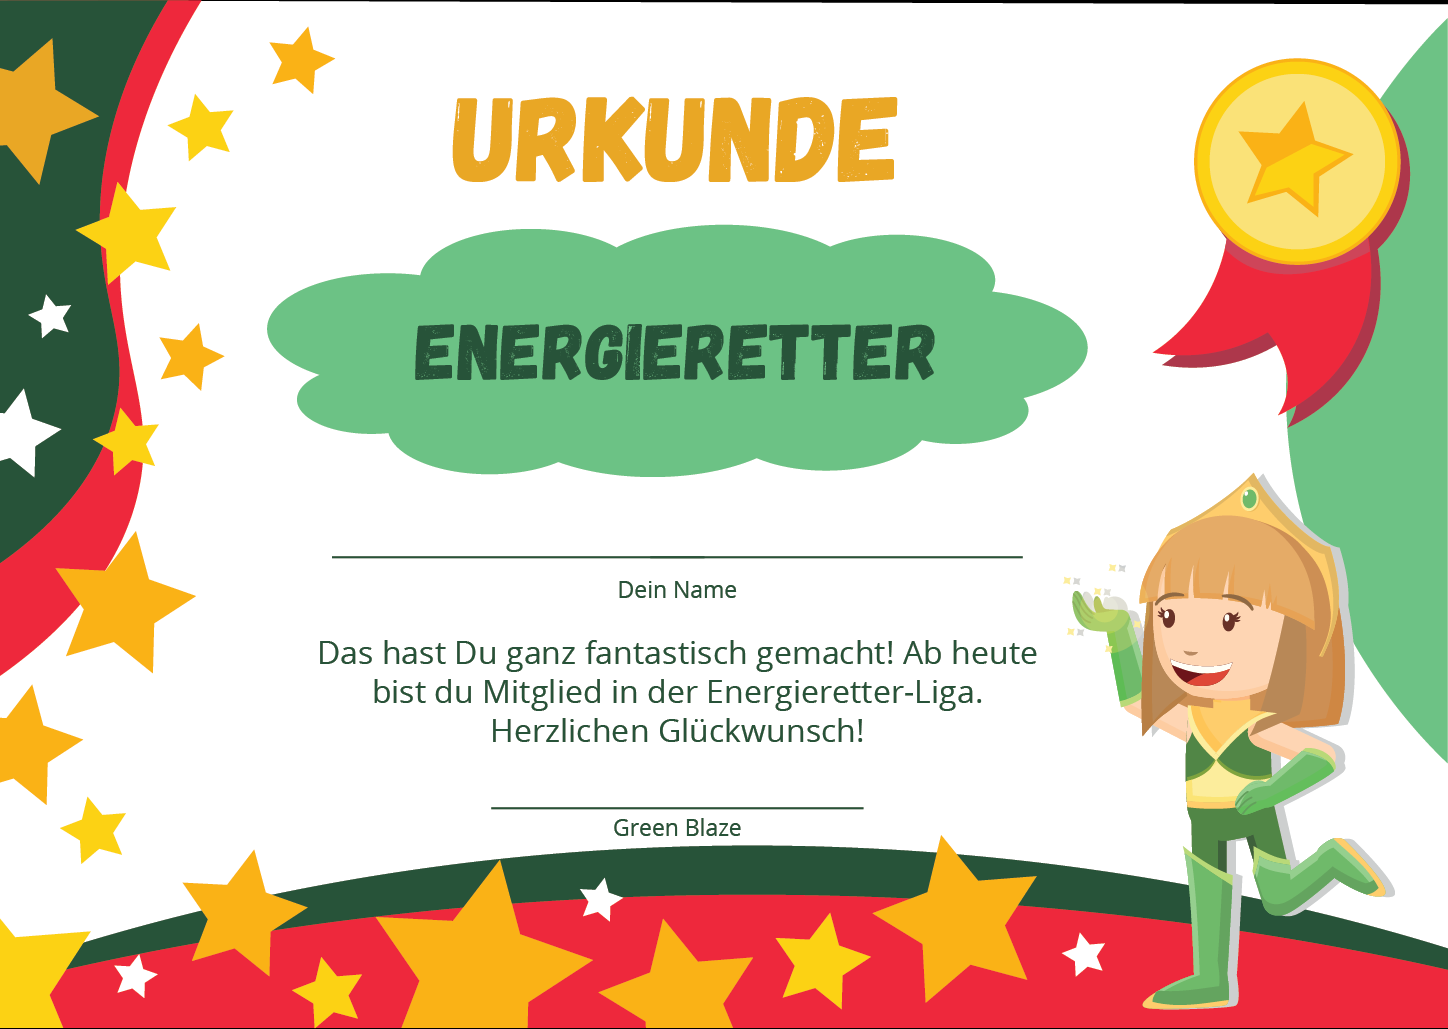 URKUNDE
ENERGIERETTER
Dein Name
Das hast Du ganz fantastisch gemacht! Ab heute
bist du Mitglied in der Energieretter-Liga.
Herzlichen Glückwunsch!
Green Blaze